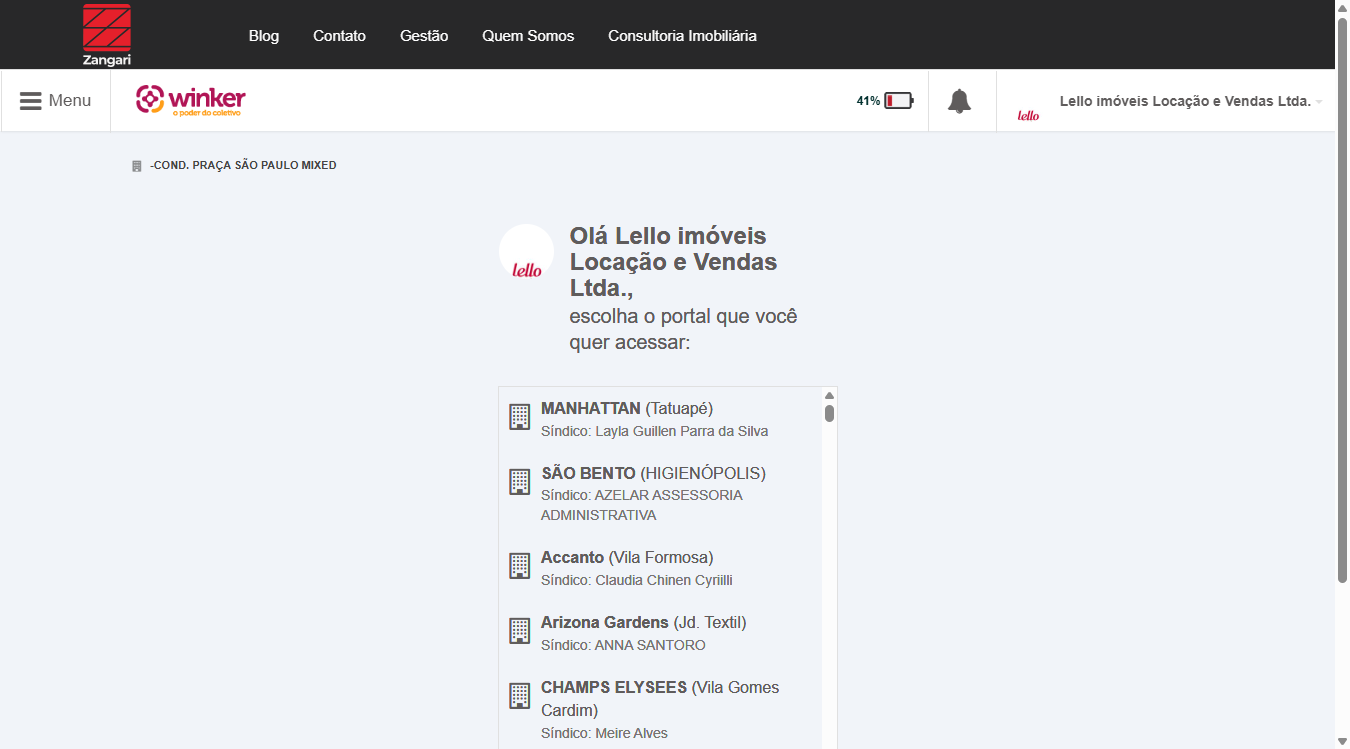 Zangari
Blog Contato Gestão Quem Somos Consultoria Imobiliária
Menu
winker
o poder do coletivo
41%
lello
Lello imóveis Locação e Vendas Ltda.
-COND. PRAÇA SÃO PAULO MIXED
lello
Olá Lello imóveis
Locação e Vendas
Ltda.,
escolha o portal que você
quer acessar:
MANHATTAN (Tatuapé)
Síndico: Layla Guillen Parra da Silva
SÃO BENTO (HIGIENÓPOLIS)
Síndico: AZELAR ASSESSORIA
ADMINISTRATIVA
Accanto (Vila Formosa)
Síndico: Claudia Chinen Cyriilli
Arizona Gardens (Jd. Textil)
Síndico: ANNA SANTORO
CHAMPS ELYSEES (Vila Gomes
Cardim)
Síndico: Meire Alves